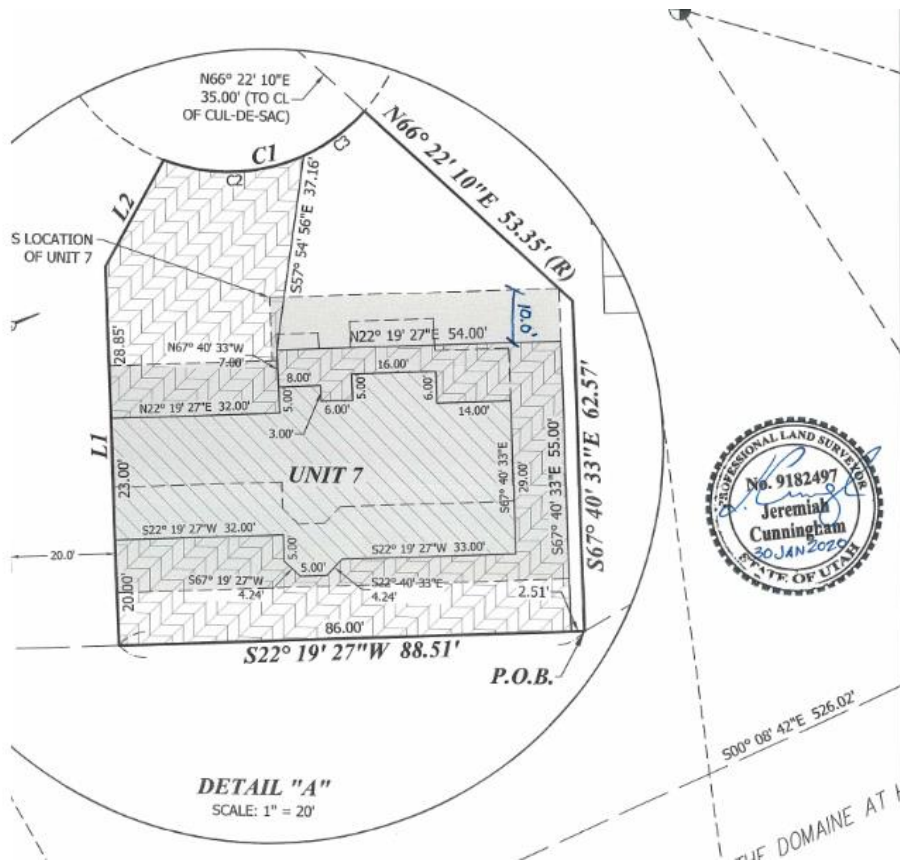 N66° 22' 10"E
35.00' (TO CL
OF CUL-DE-SAC)
C1
C2
C3
N66° 22' 10"E 53.35' (R)
L2
S57° 54' 56"E 37.16'
S LOCATION
OF UNIT 7
10.0'
N22° 19' 27"E 54.00'
N67° 40' 33"W
7.00'
28.85'
16.00'
8.00'
5.00'
5.00'
6.00'
6.00'
14.00'
N22° 19' 27"E 32.00'
3.00'
L1
23.00'
UNIT 7
S67° 40' 33"E
29.00'
S67° 40' 33"E 55.00'
S67° 40' 33"E 62.57'
S22° 19' 27"W 32.00'
5.00'
S22° 19' 27"W 33.00'
20.0'
5.00'
S67° 19' 27"W
4.24'
S22° 40' 33"E
4.24'
2.51'
20.00'
86.00'
S22° 19' 27"W 88.51'
P.O.B.
PROFESSIONAL LAND SURVEYOR
No. 9182497
Jeremiah
Cunningham
30 JAN 2020
STATE OF UTAH
S00° 08' 42"E 526.02'
DETAIL "A"
SCALE: 1" = 20'
THE DOMAINE AT H